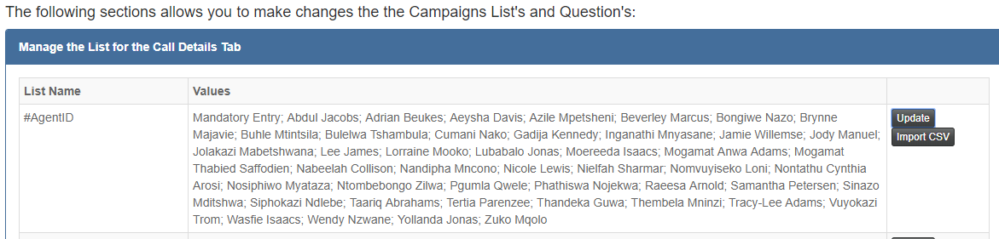 The following sections allows you to make changes the the Campaigns List's and Question's:
Manage the List for the Call Details Tab
List Name Values
#AgentID Mandatory Entry; Abdul Jacobs; Adrian Beukes; Aeysha Davis; Azile Mpetsheni; Beverley Marcus; Bongiwe Nazo; Brynne Update
Majavie; Buhle Mtintsila; Bulelwa Tshambula; Cumani Nako; Gadija Kennedy; Inganathi Mnyasane; Jamie Willemse; Jody Manuel; Import CSV
Jolakazi Mabetshwana; Lee James; Lorraine Mooko; Lubabalo Jonas; Moereeda Isaacs; Mogamat Anwa Adams; Mogamat
Thabied Saffodien; Nabeelah Collison; Nandipha Mncono; Nicole Lewis; Nielfah Sharmar; Nomvuyiseko Loni; Nontathu Cynthia
Arosi; Nosiphiwo Myataza; Ntombebongo Zilwa; Pgumla Qwele; Phathiswa Nojekwa; Raeesa Arnold; Samantha Petersen; Sinazo
Mditshwa; Siphokazi Ndlebe; Taariq Abrahams; Tertia Parenzee; Thandeka Guwa; Thembela Mninzi; Tracy-Lee Adams; Vuyokazi
Trom; Wasfie Isaacs; Wendy Nzwane; Yollanda Jonas; Zuko Mqolo